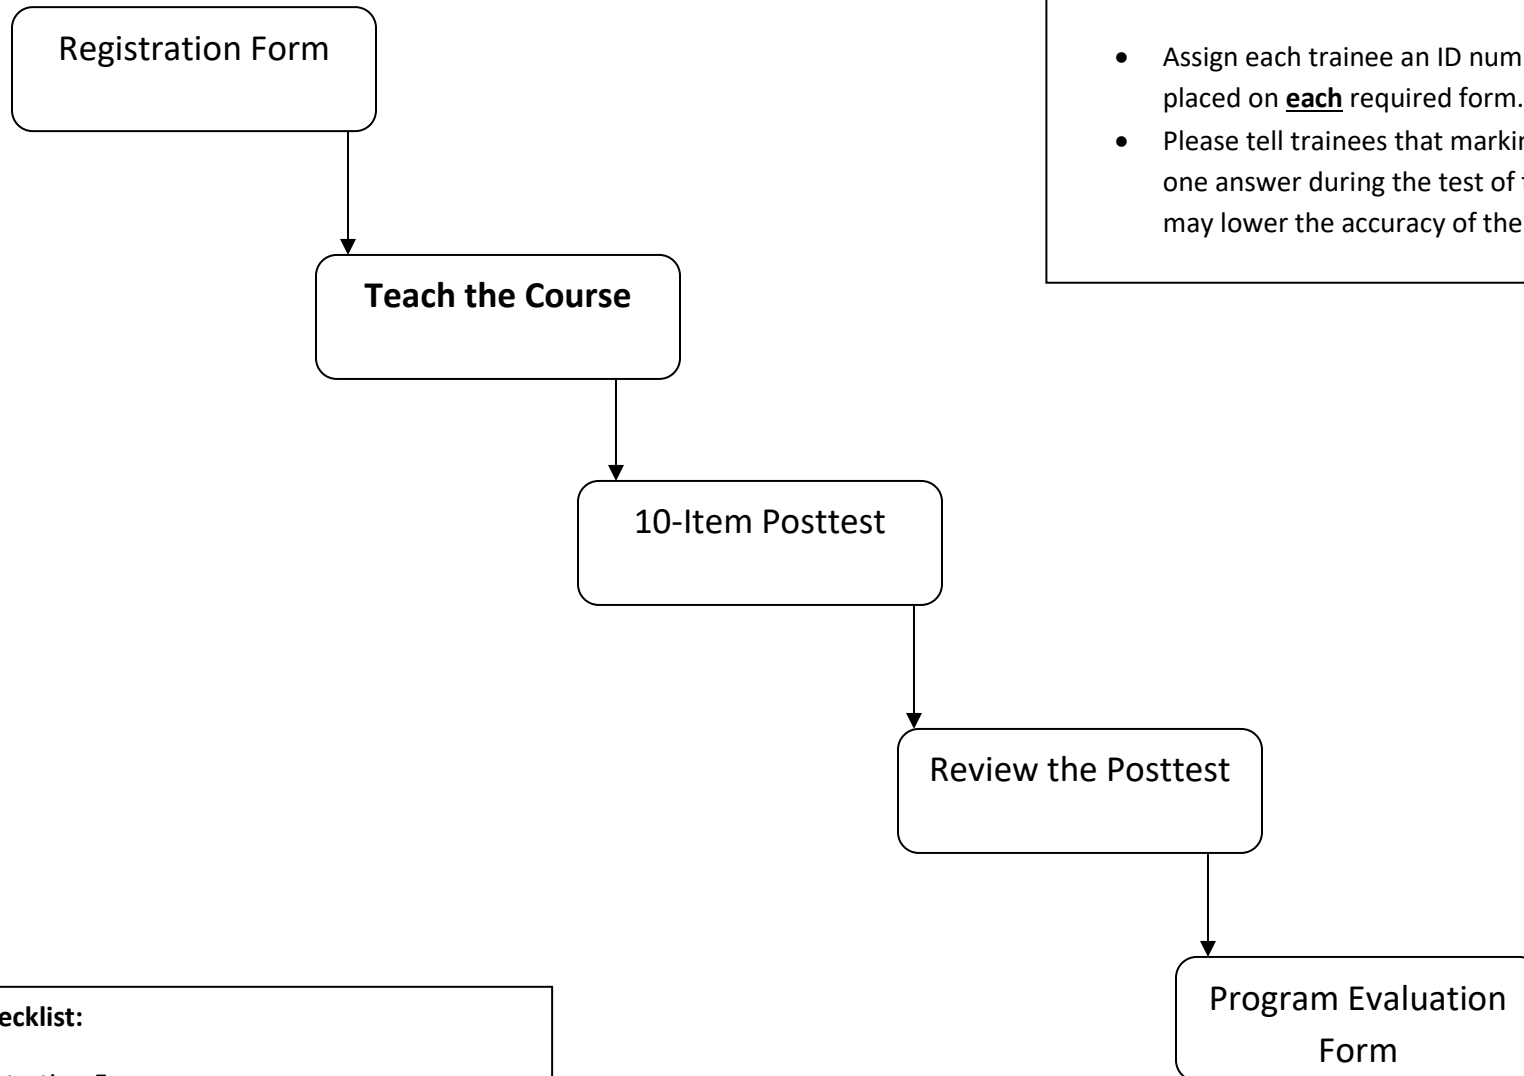 Registration Form
Assign each trainee an ID num
placed on each required form.
Please tell trainees that markin
one answer during the test of
may lower the accuracy of the
Teach the Course
10-Item Posttest
Review the Posttest
Program Evaluation
Form
ecklist: